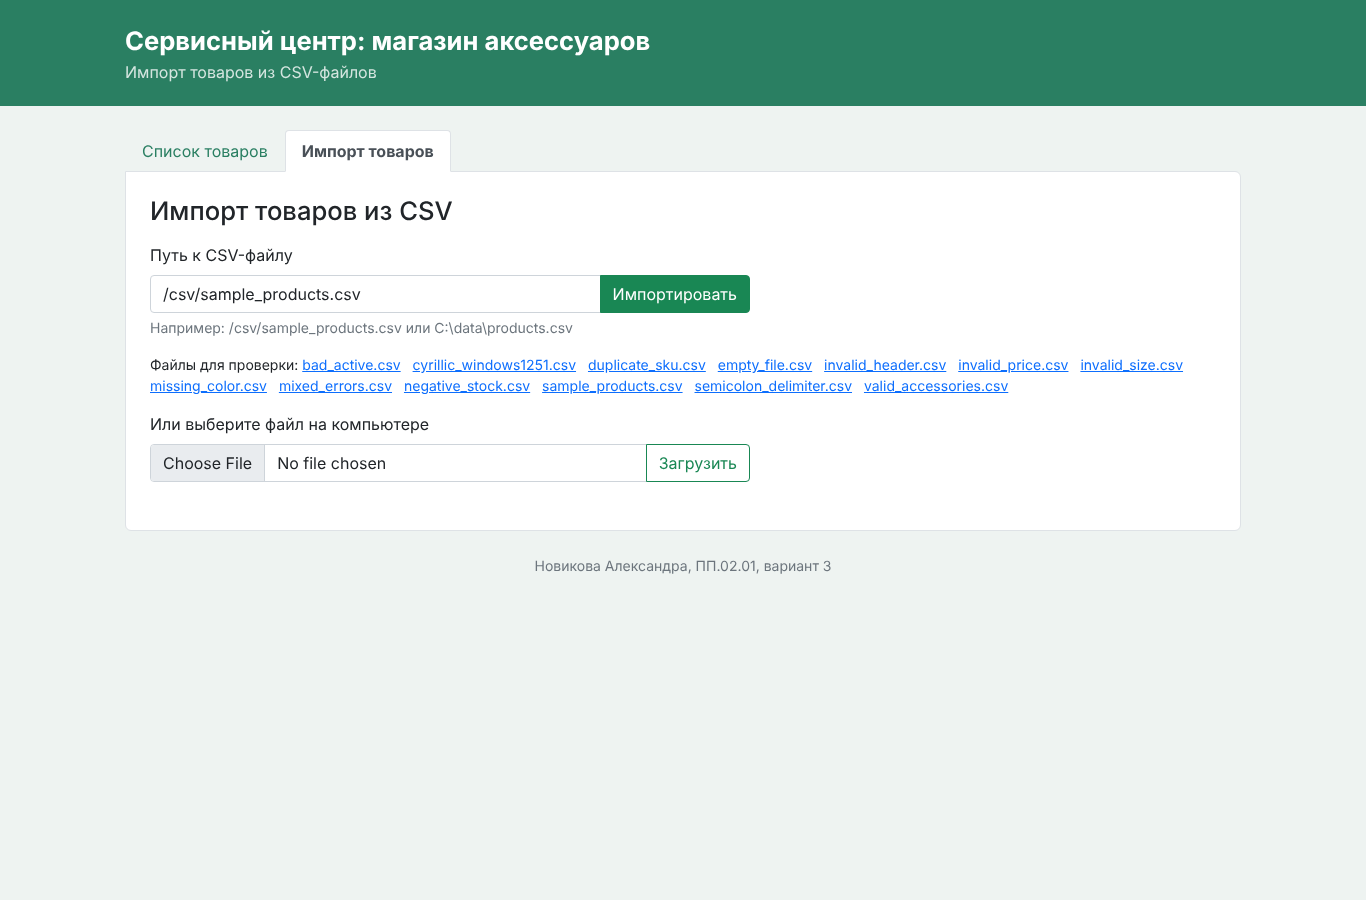 Сервисный центр: магазин аксессуаров
Импорт товаров из CSV-файлов
Список товаров
Импорт товаров
Импорт товаров из CSV
Путь к CSV-файлу
/csv/sample_products.csv
Импортировать
Например: /csv/sample_products.csv или C:\data\products.csv
Файлы для проверки: bad_active.csv cyrillic_windows1251.csv duplicate_sku.csv empty_file.csv invalid_header.csv invalid_price.csv invalid_size.csv
missing_color.csv mixed_errors.csv negative_stock.csv sample_products.csv semicolon_delimiter.csv valid_accessories.csv
Или выберите файл на компьютере
Choose File
No file chosen
Загрузить
Новикова Александра, ПП.02.01, вариант 3